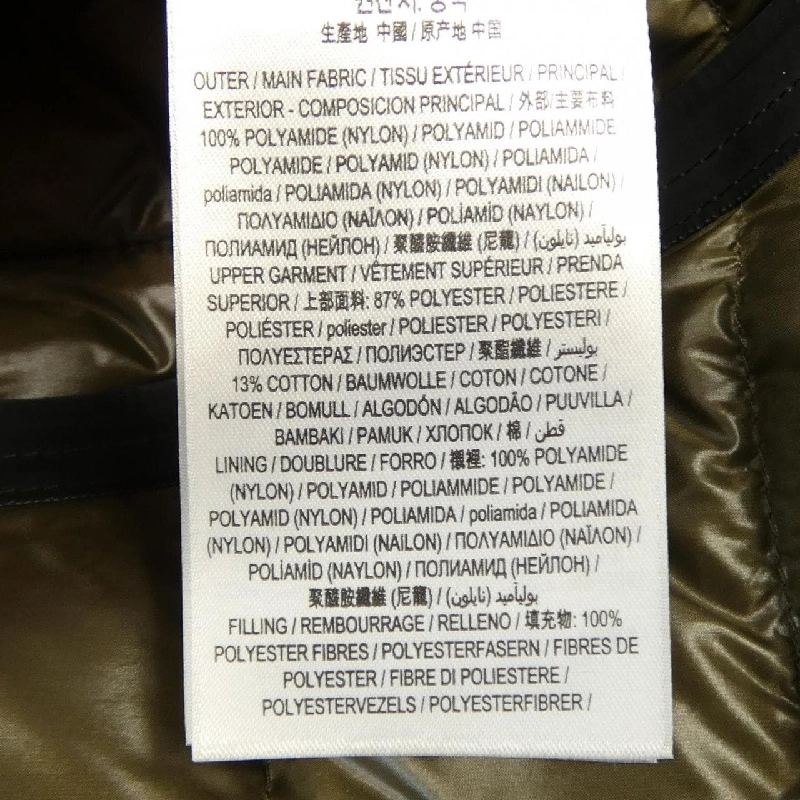 生產地 中國 / 原产地 中国
OUTER / MAIN FABRIC / TISSU EXTÉRIEUR / PRINCIPAL /
EXTERIOR - COMPOSICION PRINCIPAL / 外部/主要布料
100% POLYAMIDE (NYLON) / POLYAMID / POLIAMMIDE
POLYAMIDE / POLYAMID (NYLON) / POLIAMIDA /
poliamida / POLIAMIDA (NYLON) / POLYAMIDI (NAILON) /
ΠΟΛΥΑΜΙΔΙΟ (ΝΑΪΛΟΝ) / POLİAMİD (NAYLON) /
ПОЛИАМИД (НЕЙЛОН) / 聚醯胺纖維 (尼龍) / بولياميد (نايلون)
UPPER GARMENT / VÊTEMENT SUPÉRIEUR / PRENDA
SUPERIOR / 上部面料: 87% POLYESTER / POLIESTERE /
POLIÉSTER / poliester / POLIESTER / POLYESTERI /
ΠΟΛΥΕΣΤΕΡΑΣ / ПОЛИЭСТЕР / 聚酯纖維 / بوليستر
13% COTTON / BAUMWOLLE / COTON / COTONE /
KATOEN / BOMULL / ALGODÓN / ALGODÃO / PUUVILLA /
BAMBAKI / PAMUK / ХЛОПОК / 棉 / قطن
LINING / DOUBLURE / FORRO / 襯裡: 100% POLYAMIDE
(NYLON) / POLYAMID / POLIAMMIDE / POLYAMIDE /
POLYAMID (NYLON) / POLIAMIDA / poliamida / POLIAMIDA
(NYLON) / POLYAMIDI (NAILON) / ΠΟΛΥΑΜΙΔΙΟ (ΝΑΪΛΟΝ) /
POLİAMİD (NAYLON) / ПОЛИАМИД (НЕЙЛОН) /
聚醯胺纖維 (尼龍) / بولياميد (نايلون)
FILLING / REMBOURRAGE / RELLENO / 填充物: 100%
POLYESTER FIBRES / POLYESTERFASERN / FIBRES DE
POLYESTER / FIBRE DI POLIESTERE /
POLYESTERVEZELS / POLYESTERFIBRER /